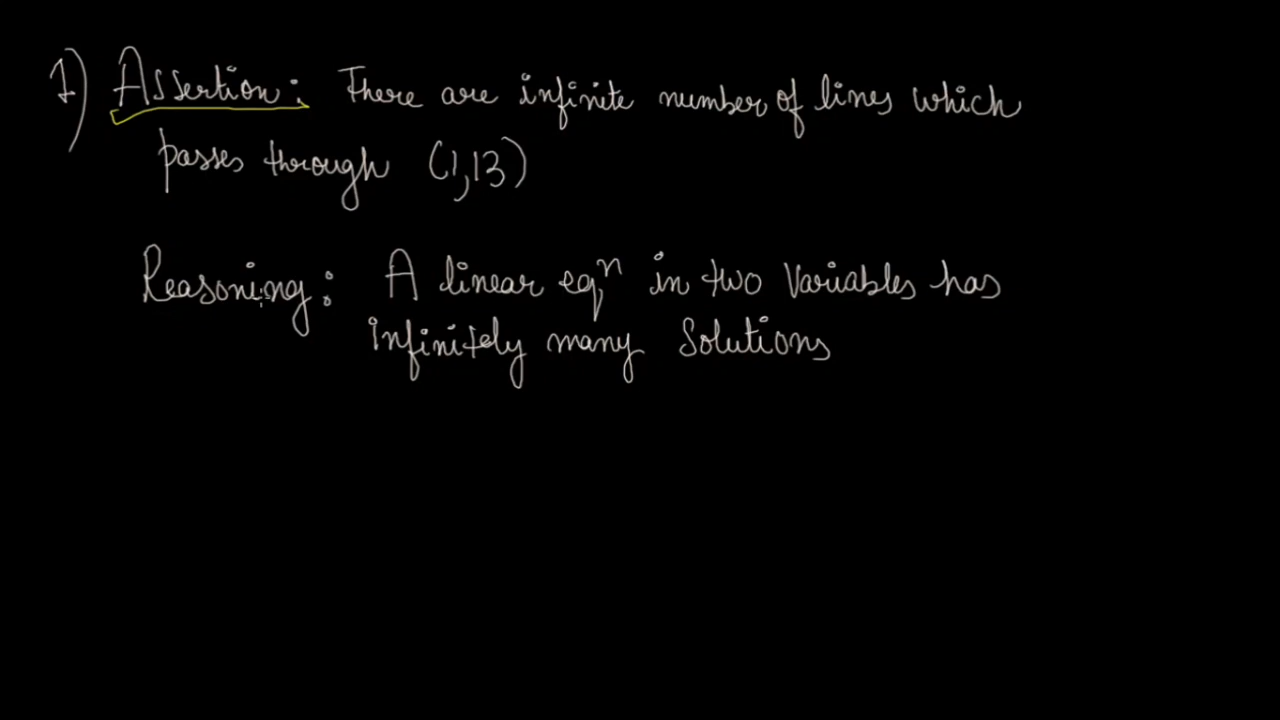 1) Assertion: There are infinite number of lines which
passes through (1,13)
Reasoning: A linear eqⁿ in two variables has
infinitely many solutions